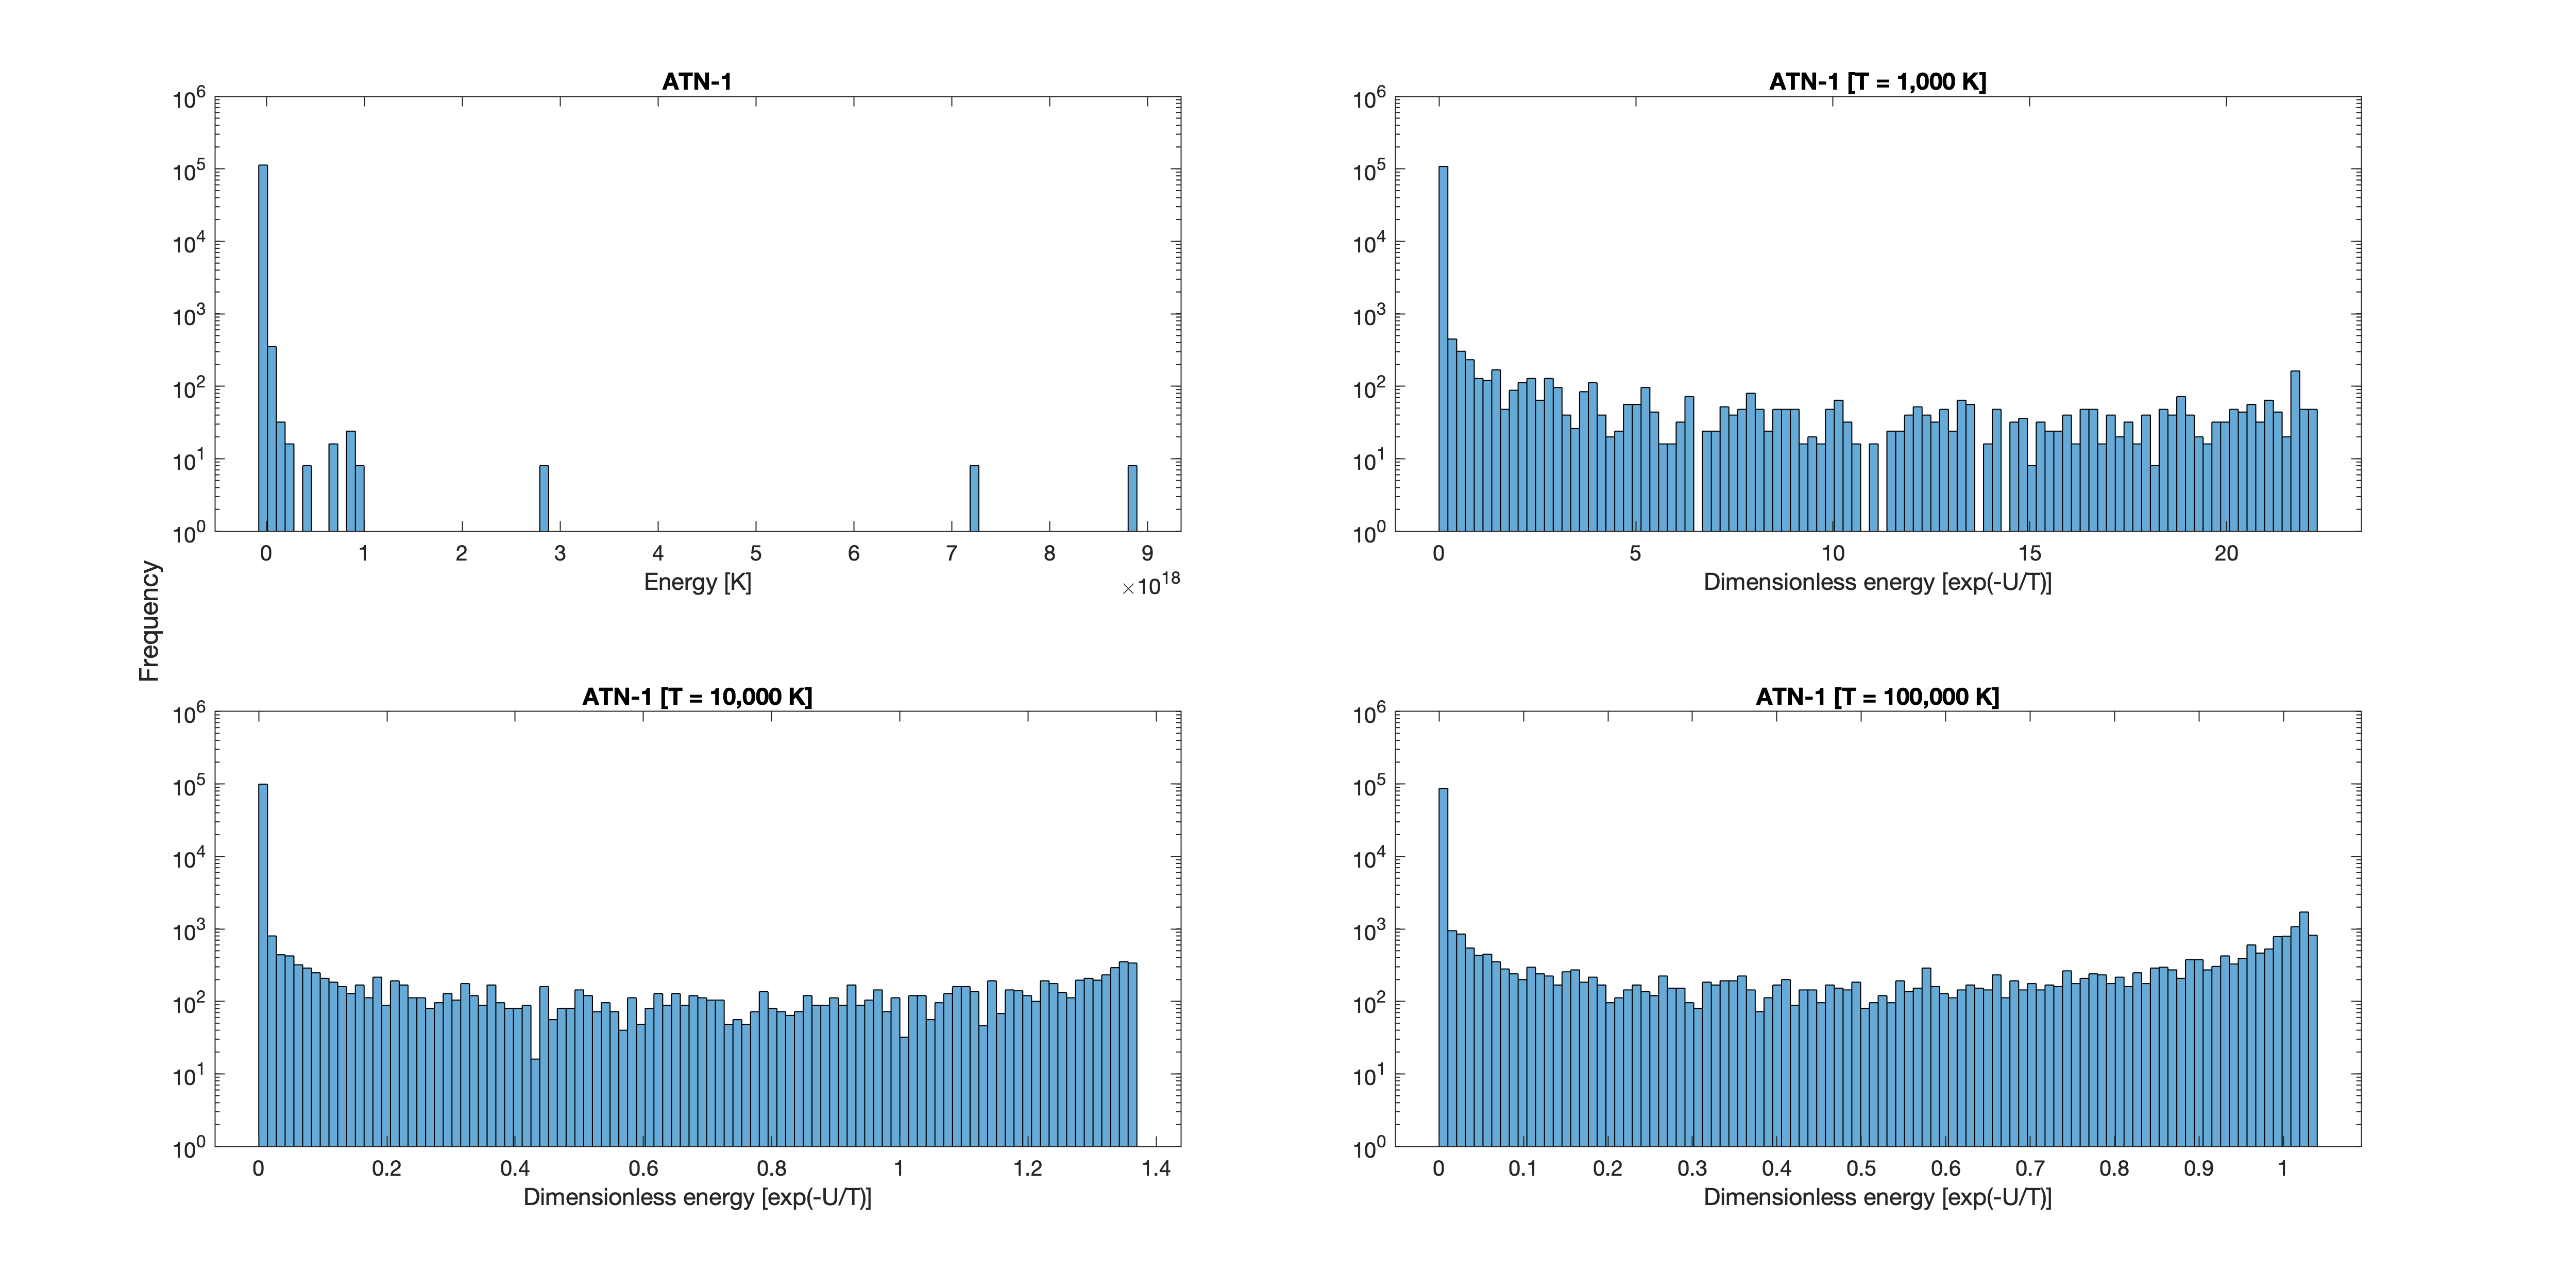 ATN-1
10^6
10^5
10^4
10^3
10^2
10^1
10^0
0 1 2 3 4 5 6 7 8 9
Energy [K]
×10^18
ATN-1 [T = 1,000 K]
10^6
10^5
10^4
10^3
10^2
10^1
10^0
0 5 10 15 20
Dimensionless energy [exp(-U/T)]
Frequency
ATN-1 [T = 10,000 K]
10^6
10^5
10^4
10^3
10^2
10^1
10^0
0 0.2 0.4 0.6 0.8 1 1.2 1.4
Dimensionless energy [exp(-U/T)]
ATN-1 [T = 100,000 K]
10^6
10^5
10^4
10^3
10^2
10^1
10^0
0 0.1 0.2 0.3 0.4 0.5 0.6 0.7 0.8 0.9 1
Dimensionless energy [exp(-U/T)]